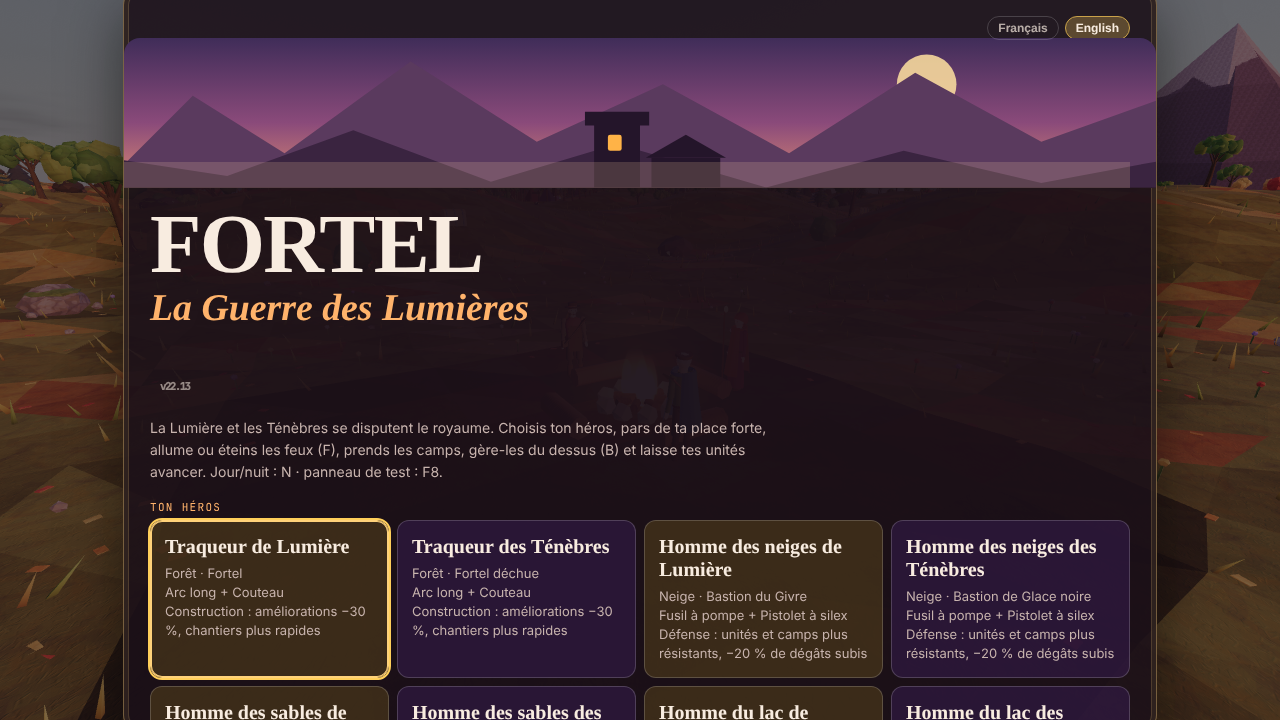 Français
English
FORTEL
La Guerre des Lumières
v22.13
La Lumière et les Ténèbres se disputent le royaume. Choisis ton héros, pars de ta place forte,
allume ou éteins les feux (F), prends les camps, gère-les du dessus (B) et laisse tes unités
avancer. Jour/nuit : N · panneau de test : F8.
TON HÉROS
Traqueur de Lumière
Forêt · Fortel
Arc long + Couteau
Construction : améliorations −30
%, chantiers plus rapides
Traqueur des Ténèbres
Forêt · Fortel déchue
Arc long + Couteau
Construction : améliorations −30
%, chantiers plus rapides
Homme des neiges de
Lumière
Neige · Bastion du Givre
Fusil à pompe + Pistolet à silex
Défense : unités et camps plus
résistants, −20 % de dégâts subis
Homme des neiges des
Ténèbres
Neige · Bastion de Glace noire
Fusil à pompe + Pistolet à silex
Défense : unités et camps plus
résistants, −20 % de dégâts subis
Homme des sables de
Homme des sables des
Homme du lac de
Homme du lac des